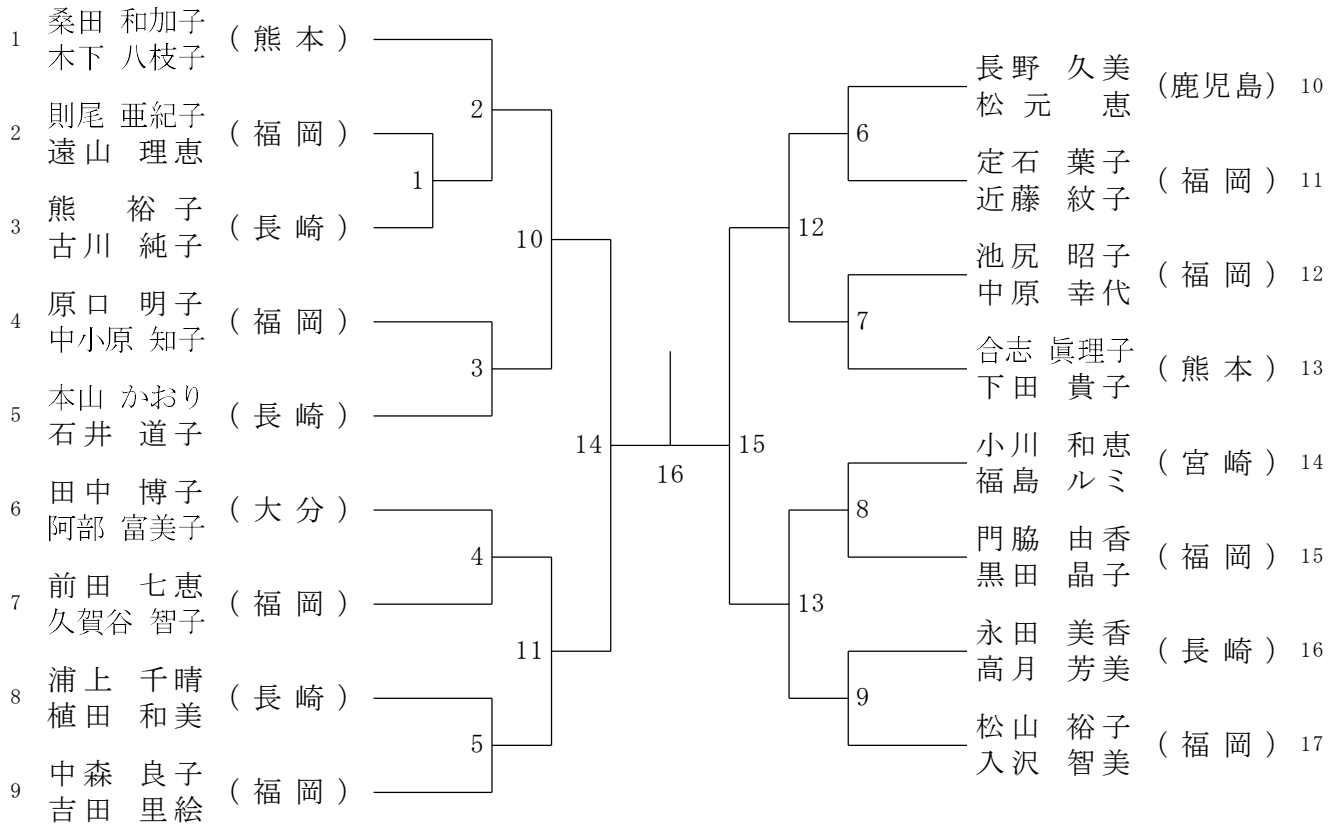 1 桑田 和加子 (熊本)
木下 八枝子
2 則尾 亜紀子 (福岡)
遠山 理恵
3 熊 裕子 (長崎)
古川 純子
4 原口 明子 (福岡)
中小原 知子
5 本山 かおり (長崎)
石井 道子
6 田中 博子 (大分)
阿部 富美子
7 前田 七恵 (福岡)
久賀谷 智子
8 浦上 千晴 (長崎)
植田 和美
9 中森 良子 (福岡)
吉田 里絵
2
1
10
3
14
4
11
5
16
15
6
12
7
8
13
9
長野 久美 (鹿児島) 10
松元 恵
定石 葉子 (福岡) 11
近藤 紋子
池尻 昭子 (福岡) 12
中原 幸代
合志 眞理子 (熊本) 13
下田 貴子
小川 和恵 (宮崎) 14
福島 ルミ
門脇 由香 (福岡) 15
黒田 晶子
永田 美香 (長崎) 16
高月 芳美
松山 裕子 (福岡) 17
入沢 智美